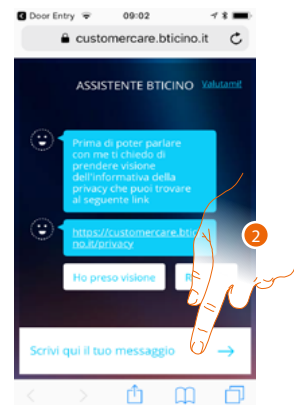 Door Entry 09:02
customercare.bticino.it
ASSISTENTE BTICINO Valutami!
Prima di poter parlare
con me ti chiedo di
prendere visione
dell'informativa della
privacy che puoi trovare
al seguente link
https://customercare.btici
no.it/privacy
Ho preso visione R
2
Scrivi qui il tuo messaggio